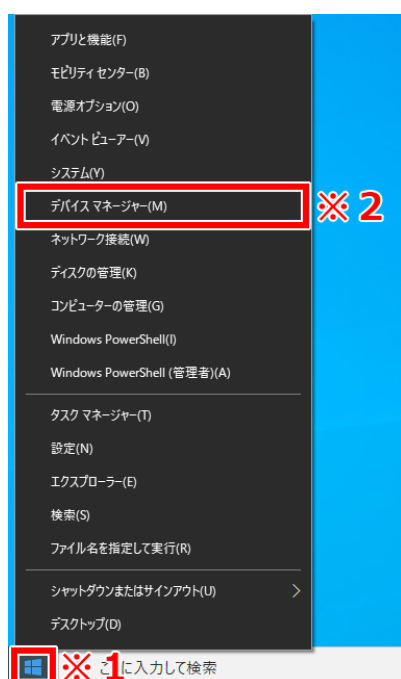 アプリと機能(F)
モビリティ センター(B)
電源オプション(O)
イベント ビューアー(V)
システム(Y)
デバイス マネージャー(M)
※ 2
ネットワーク接続(W)
ディスクの管理(K)
コンピューターの管理(G)
Windows PowerShell(I)
Windows PowerShell (管理者)(A)
タスク マネージャー(T)
設定(N)
エクスプローラー(E)
検索(S)
ファイル名を指定して実行(R)
シャットダウンまたはサインアウト(U)
デスクトップ(D)
※ 1
ここに入力して検索